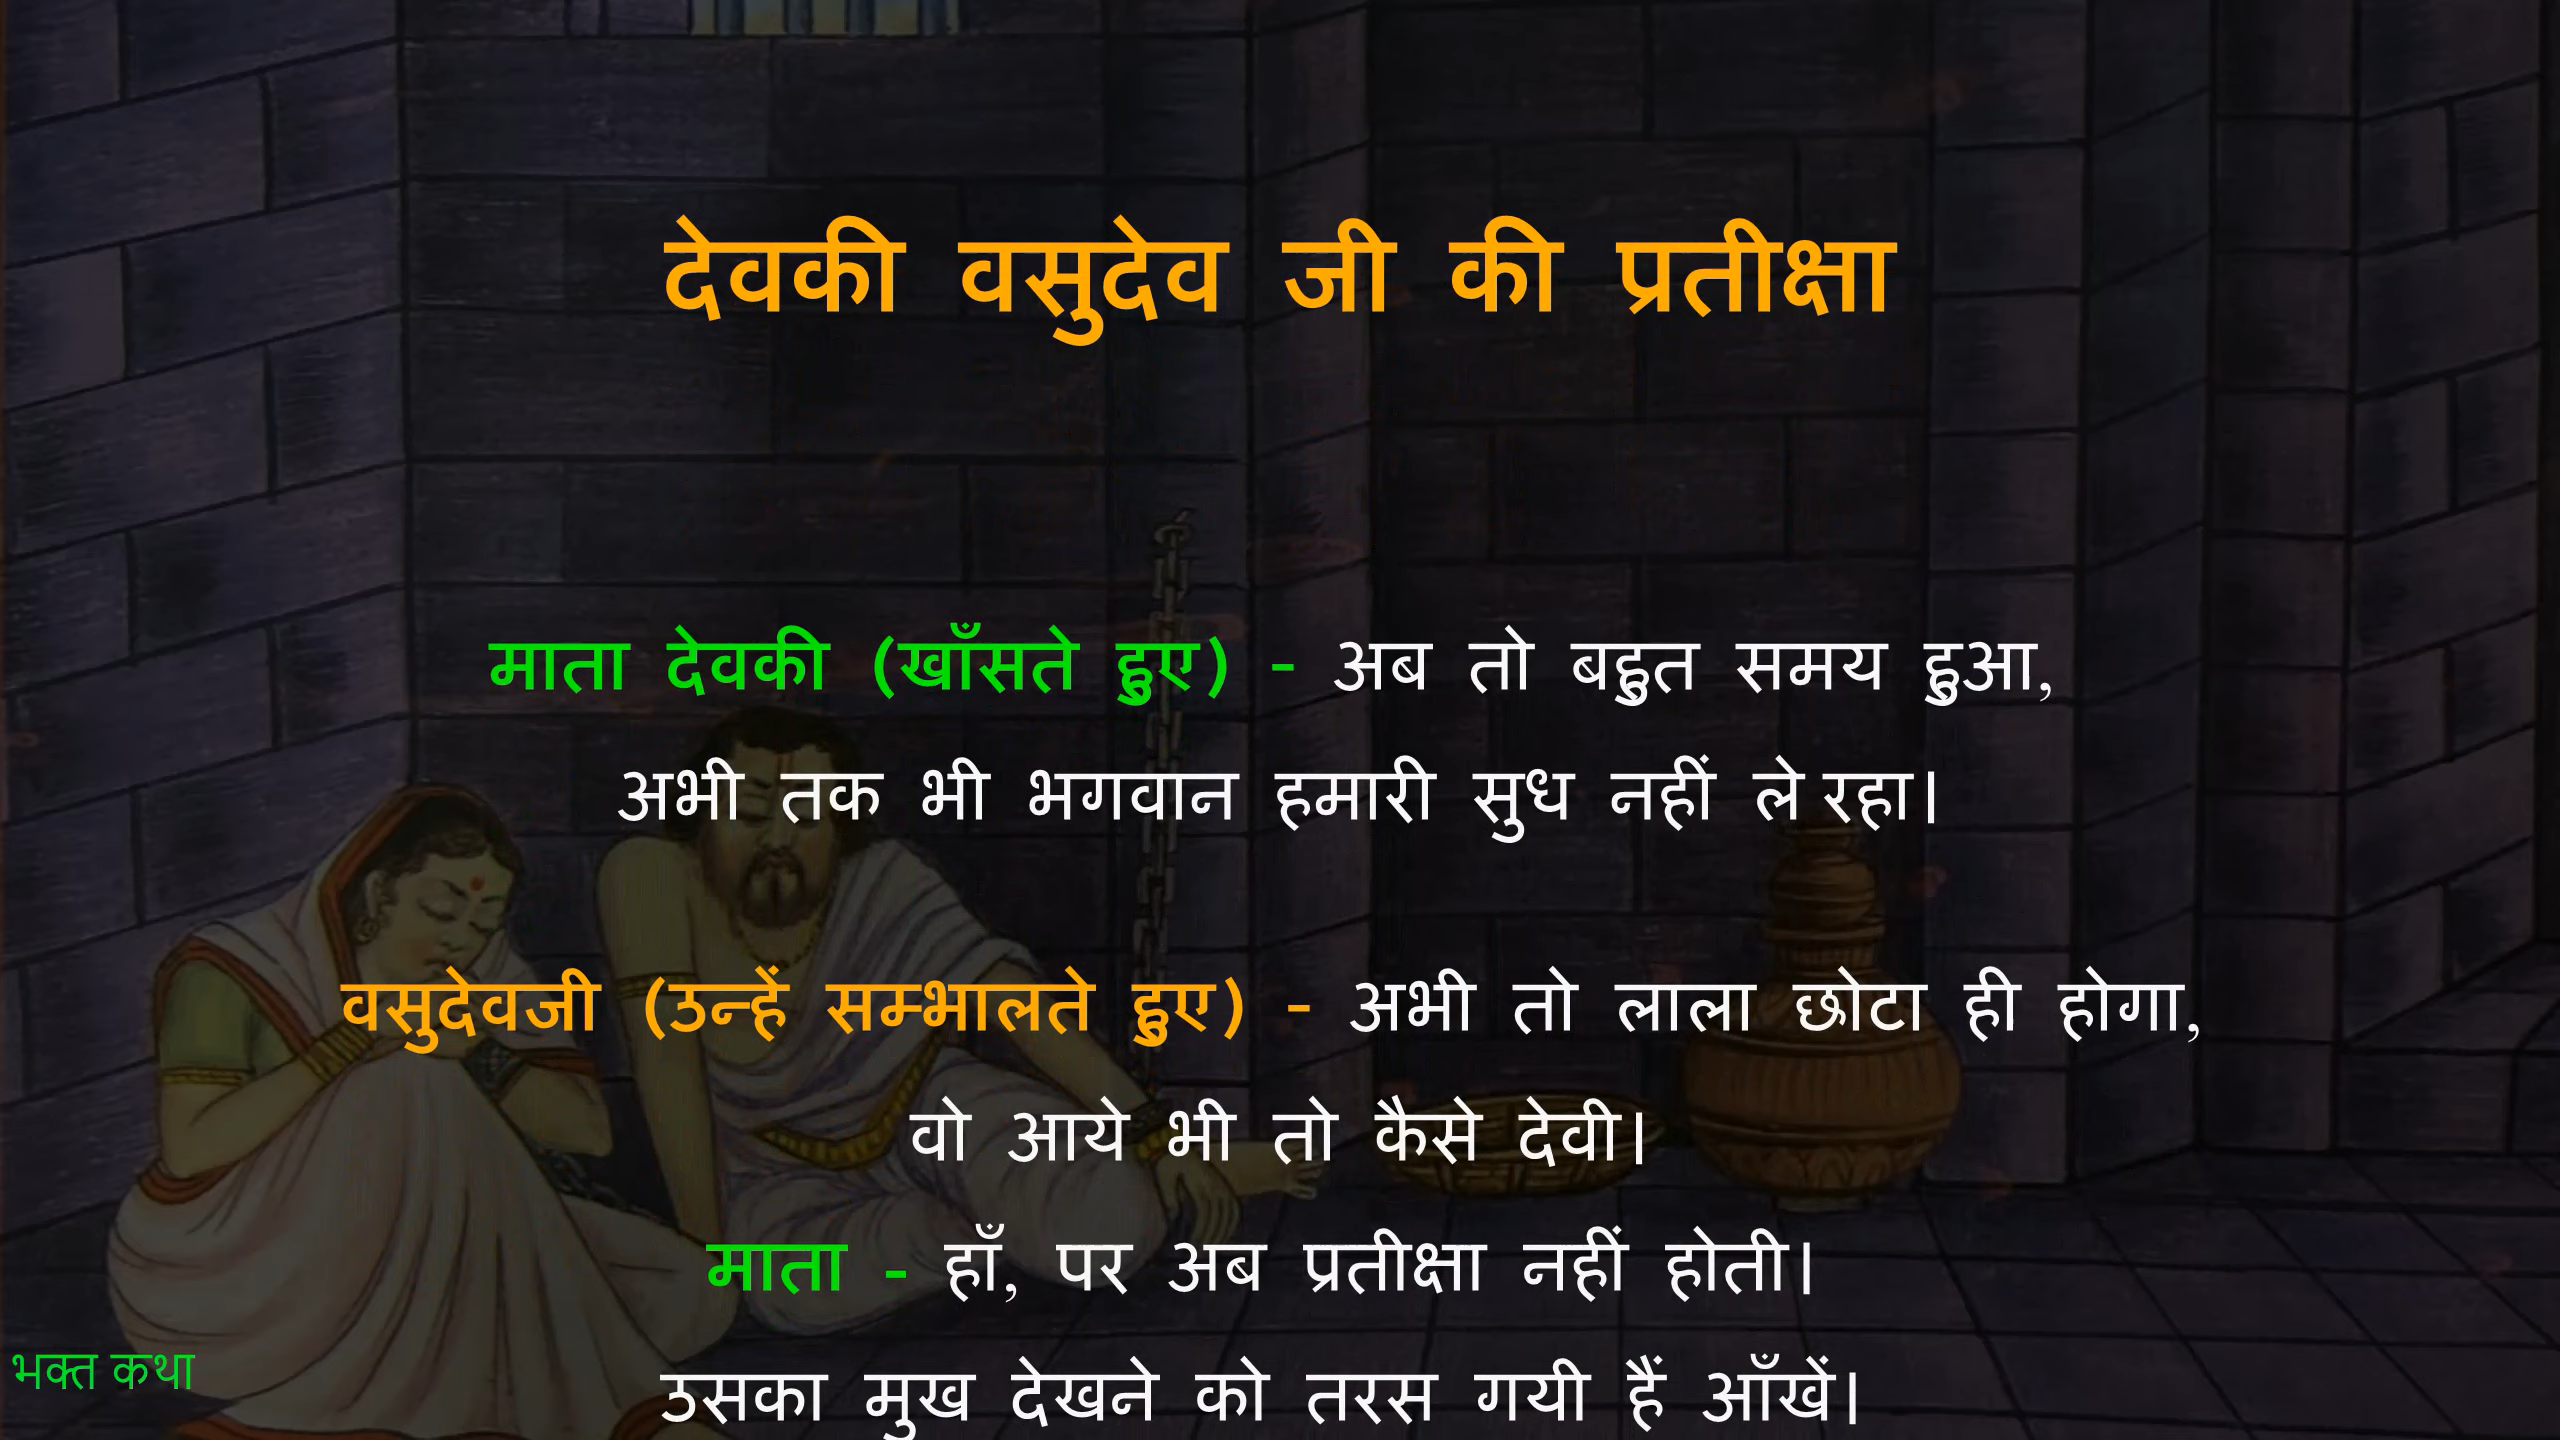 देवकी वसुदेव जी की प्रतीक्षा
माता देवकी (खाँसते हुए) - अब तो बहुत समय हुआ,
अभी तक भी भगवान हमारी सुध नहीं ले रहा।
वसुदेवजी (उन्हें सम्भालते हुए) - अभी तो लाला छोटा ही होगा,
वो आये भी तो कैसे देवी।
माता - हाँ, पर अब प्रतीक्षा नहीं होती।
उसका मुख देखने को तरस गयी हैं आँखें।
भक्त कथा